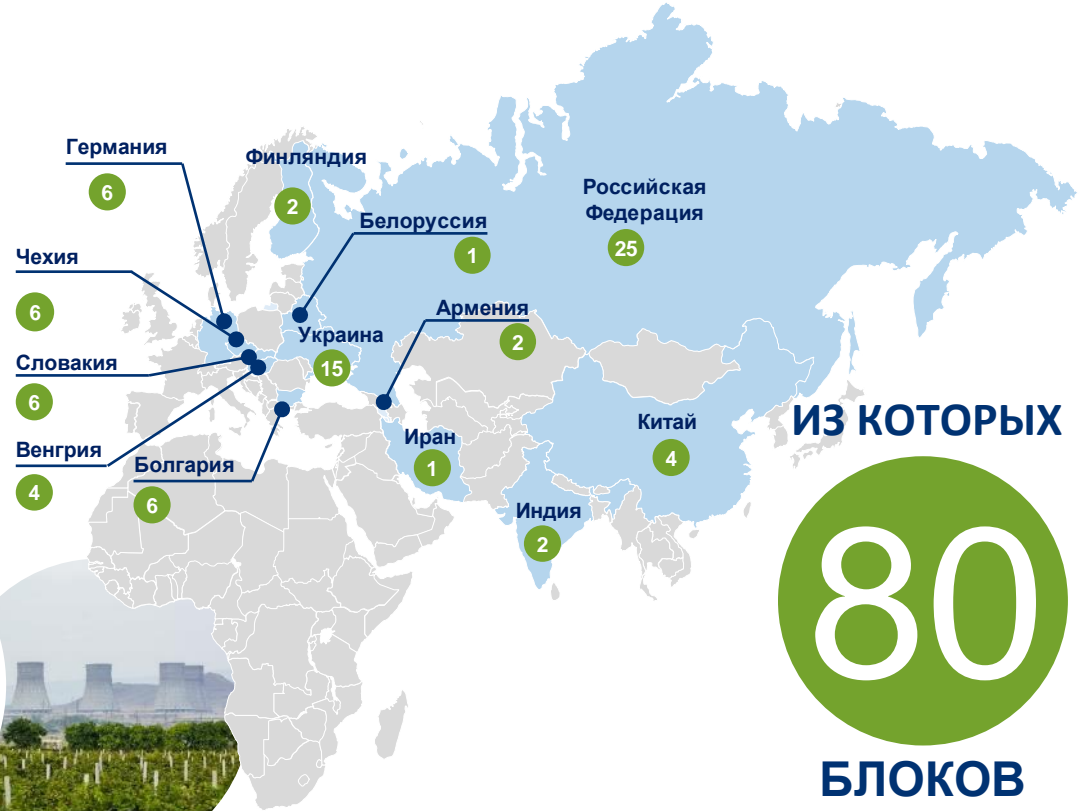 Германия
6
Финляндия
2
Российская
Федерация
25
Белоруссия
1
Чехия
6
Армения
2
Украина
15
Словакия
6
Китай
4
ИЗ КОТОРЫХ
Иран
1
Венгрия
4
Болгария
6
Индия
2
80
БЛОКОВ